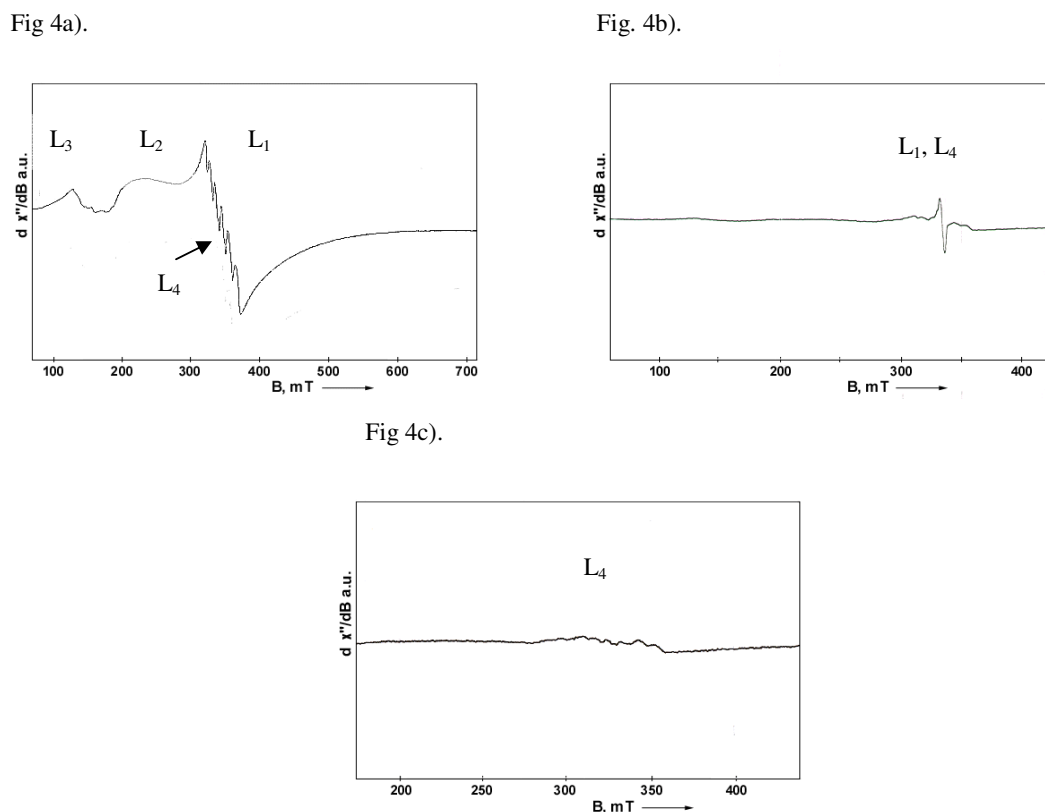 Fig 4a).
Fig. 4b).
L₃ L₂ L₁
L₄
d χ"/dB a.u.
100 200 300 400 500 600 700
B, mT
L₁, L₄
d χ"/dB a.u.
100 200 300 400
B, mT
Fig 4c).
L₄
d χ"/dB a.u.
200 250 300 350 400
B, mT